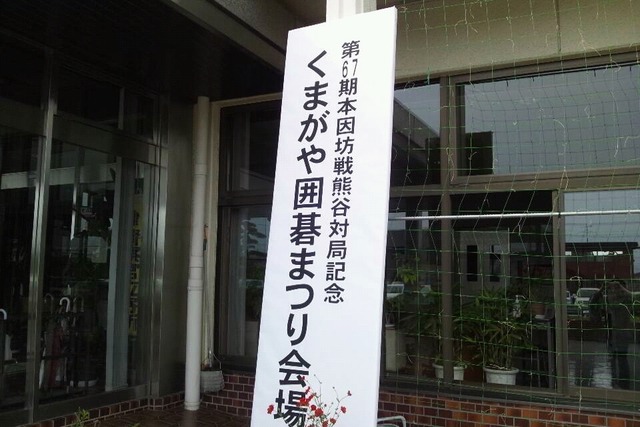 第67期本因坊戦熊谷対局記念
くまがや囲碁まつり会場